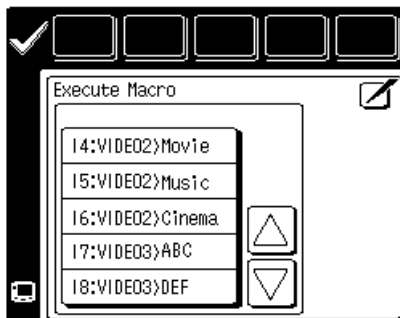 Execute Macro
14:VIDEO2>Movie
15:VIDEO2>Music
16:VIDEO2>Cinema
17:VIDEO3>ABC
18:VIDEO3>DEF